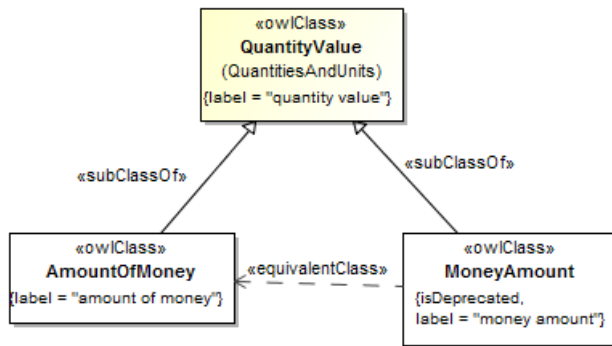 «owlClass»
QuantityValue
(QuantitiesAndUnits)
{label = "quantity value"}
«subClassOf»
«subClassOf»
«owlClass»
AmountOfMoney
{label = "amount of money"}
«equivalentClass»
«owlClass»
MoneyAmount
{isDeprecated,
label = "money amount"}